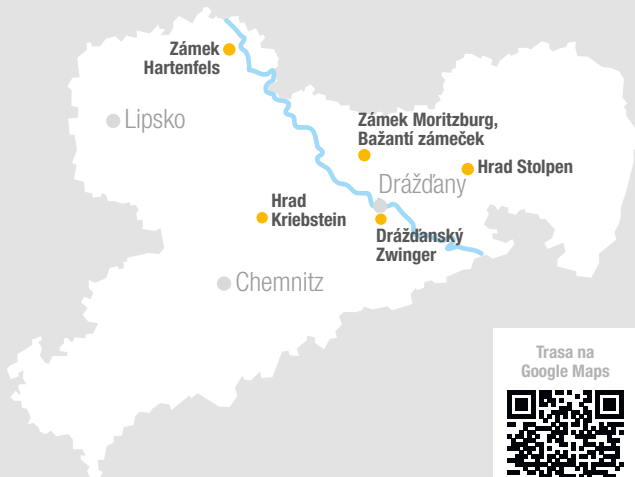 Zámek
Hartenfels
Lipsko
Zámek Moritzburg,
Bažantí zámeček
Hrad Stolpen
Drážďany
Hrad
Kriebstein
Drážďanský
Zwinger
Chemnitz
Trasa na
Google Maps